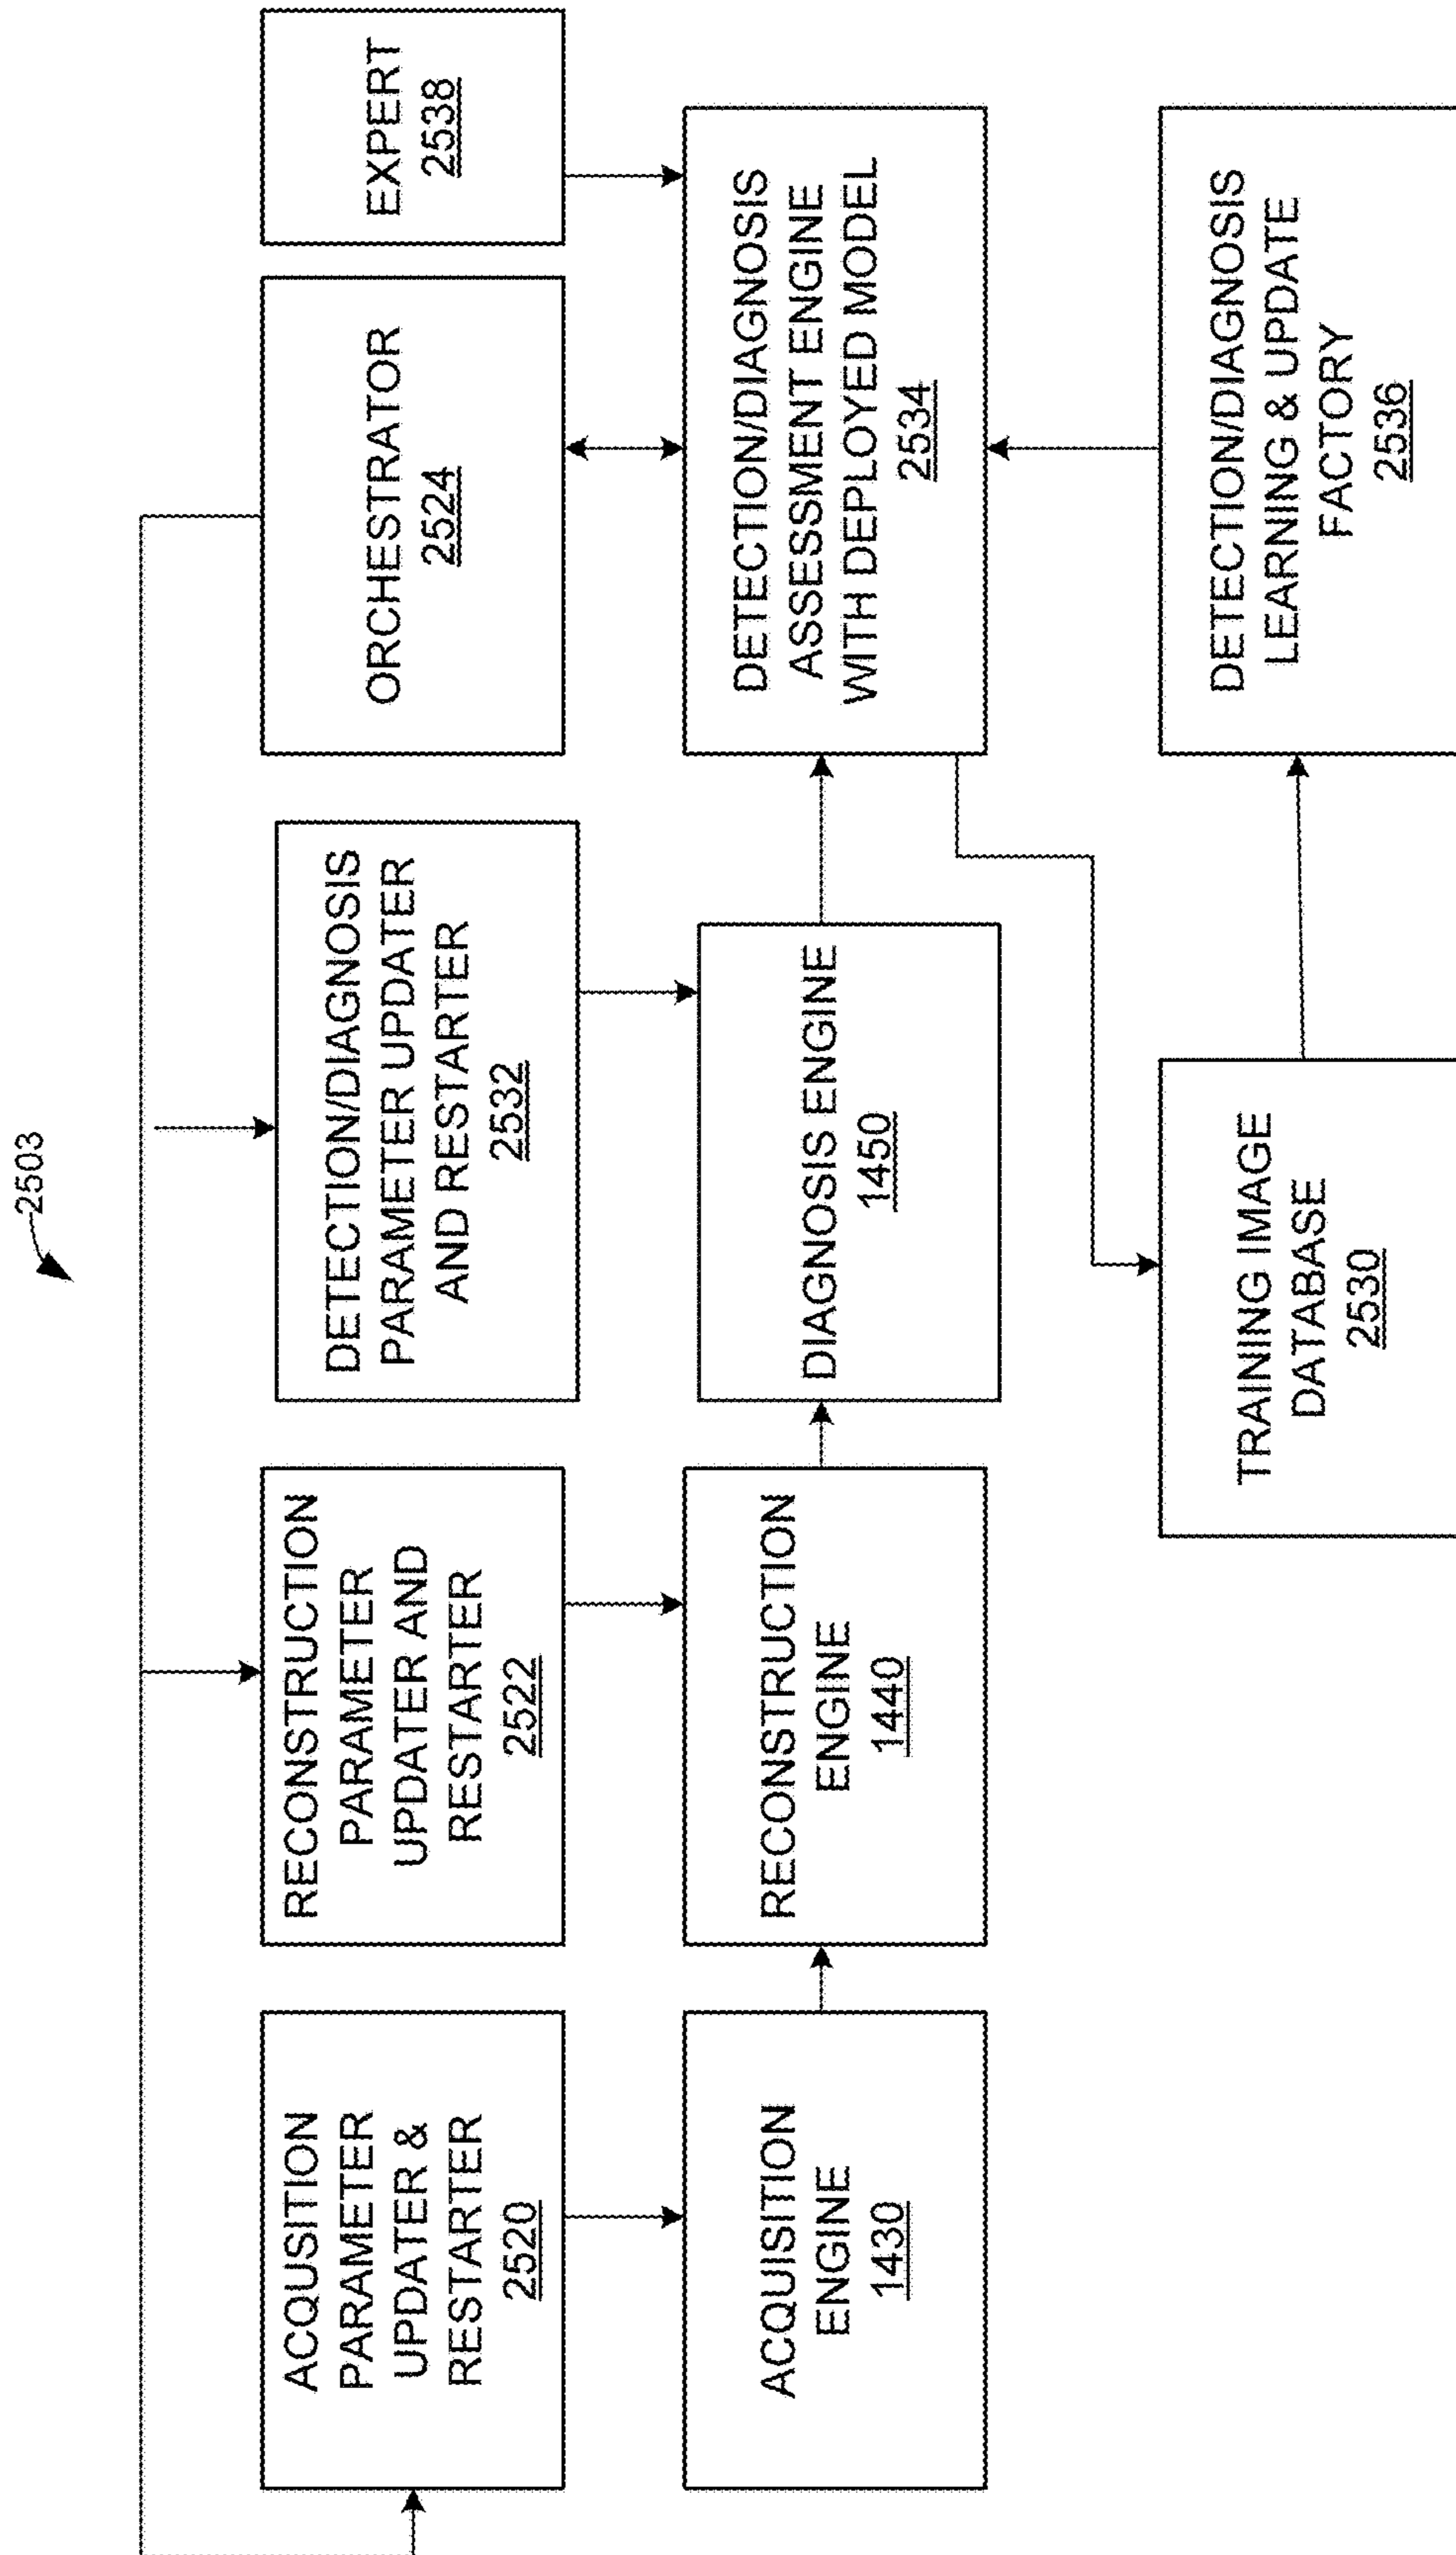 2503
ACQUSITION
PARAMETER
UPDATER &
RESTARTER
2520
RECONSTRUCTION
PARAMETER
UPDATER AND
RESTARTER
2522
DETECTION/DIAGNOSIS
PARAMETER UPDATER
AND RESTARTER
2532
ORCHESTRATOR
2524
EXPERT
2538
ACQUISITION
ENGINE
1430
RECONSTRUCTION
ENGINE
1440
DIAGNOSIS ENGINE
1450
DETECTION/DIAGNOSIS
ASSESSMENT ENGINE
WITH DEPLOYED MODEL
2534
TRAINING IMAGE
DATABASE
2530
DETECTION/DIAGNOSIS
LEARNING & UPDATE
FACTORY
2536